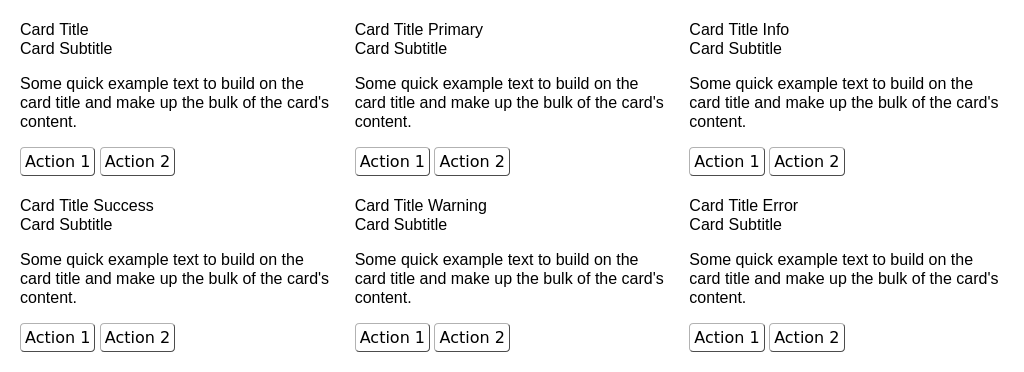 Card Title
Card Subtitle
Some quick example text to build on the
card title and make up the bulk of the card's
content.
Action 1 Action 2
Card Title Primary
Card Subtitle
Some quick example text to build on the
card title and make up the bulk of the card's
content.
Action 1 Action 2
Card Title Info
Card Subtitle
Some quick example text to build on the
card title and make up the bulk of the card's
content.
Action 1 Action 2
Card Title Success
Card Subtitle
Some quick example text to build on the
card title and make up the bulk of the card's
content.
Action 1 Action 2
Card Title Warning
Card Subtitle
Some quick example text to build on the
card title and make up the bulk of the card's
content.
Action 1 Action 2
Card Title Error
Card Subtitle
Some quick example text to build on the
card title and make up the bulk of the card's
content.
Action 1 Action 2